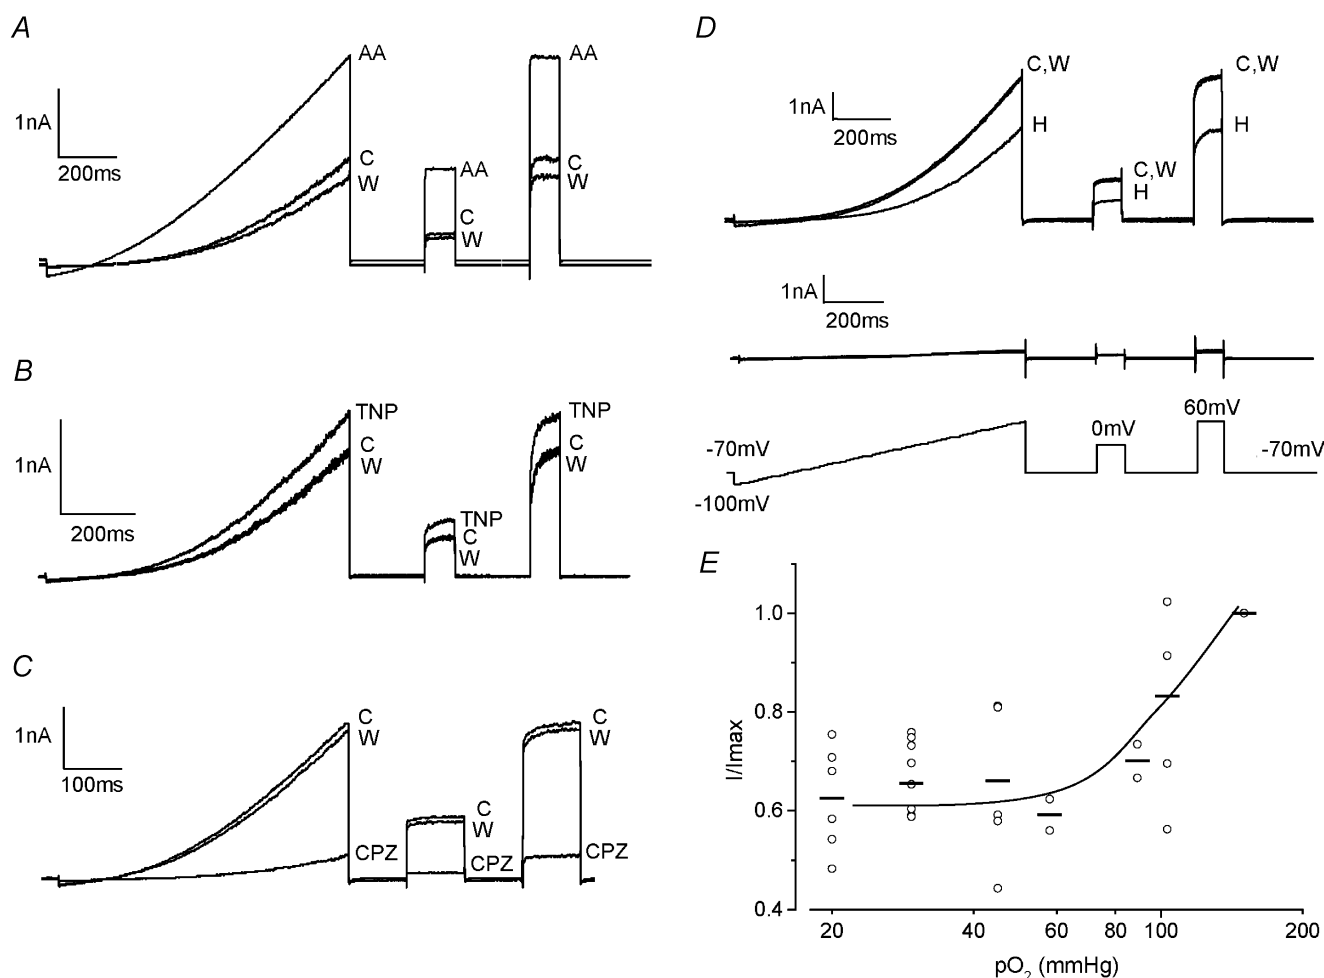 A
AA
AA
1nA
200ms
C
W
AA
C
W
C
W
B
TNP
TNP
1nA
200ms
C
W
TNP
C
W
C
W
C
1nA
100ms
C
W
C
W
C
W
CPZ
CPZ
CPZ
D
C,W
C,W
1nA
200ms
H
H
C,W
H
1nA
200ms
60mV
0mV
-70mV
-70mV
-100mV
E
1.0
0.8
0.6
0.4
I/Imax
20
40
60
80
100
200
pO2 (mmHg)